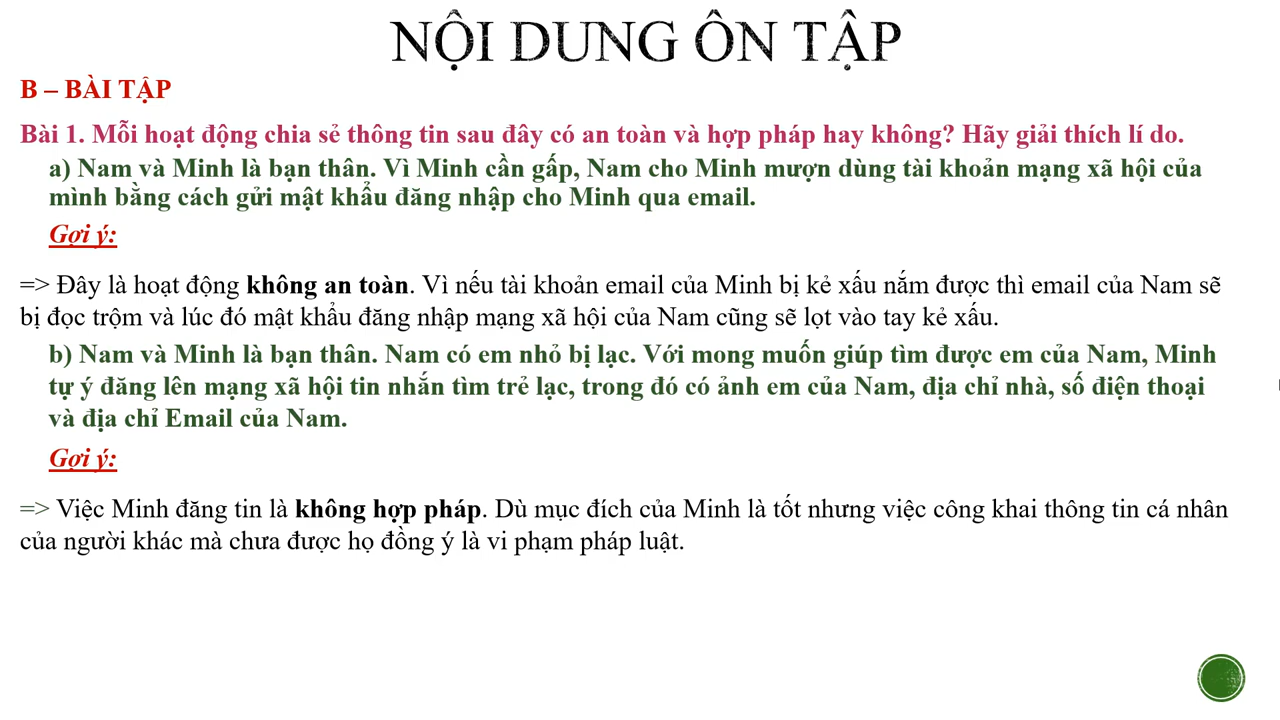 NỘI DUNG ÔN TẬP
B – BÀI TẬP
Bài 1. Mỗi hoạt động chia sẻ thông tin sau đây có an toàn và hợp pháp hay không? Hãy giải thích lí do.
a) Nam và Minh là bạn thân. Vì Minh cần gấp, Nam cho Minh mượn dùng tài khoản mạng xã hội của
mình bằng cách gửi mật khẩu đăng nhập cho Minh qua email.
Gợi ý:
=> Đây là hoạt động không an toàn. Vì nếu tài khoản email của Minh bị kẻ xấu nắm được thì email của Nam sẽ
bị đọc trộm và lúc đó mật khẩu đăng nhập mạng xã hội của Nam cũng sẽ lọt vào tay kẻ xấu.
b) Nam và Minh là bạn thân. Nam có em nhỏ bị lạc. Với mong muốn giúp tìm được em của Nam, Minh
tự ý đăng lên mạng xã hội tin nhắn tìm trẻ lạc, trong đó có ảnh em của Nam, địa chỉ nhà, số điện thoại
và địa chỉ Email của Nam.
Gợi ý:
=> Việc Minh đăng tin là không hợp pháp. Dù mục đích của Minh là tốt nhưng việc công khai thông tin cá nhân
của người khác mà chưa được họ đồng ý là vi phạm pháp luật.